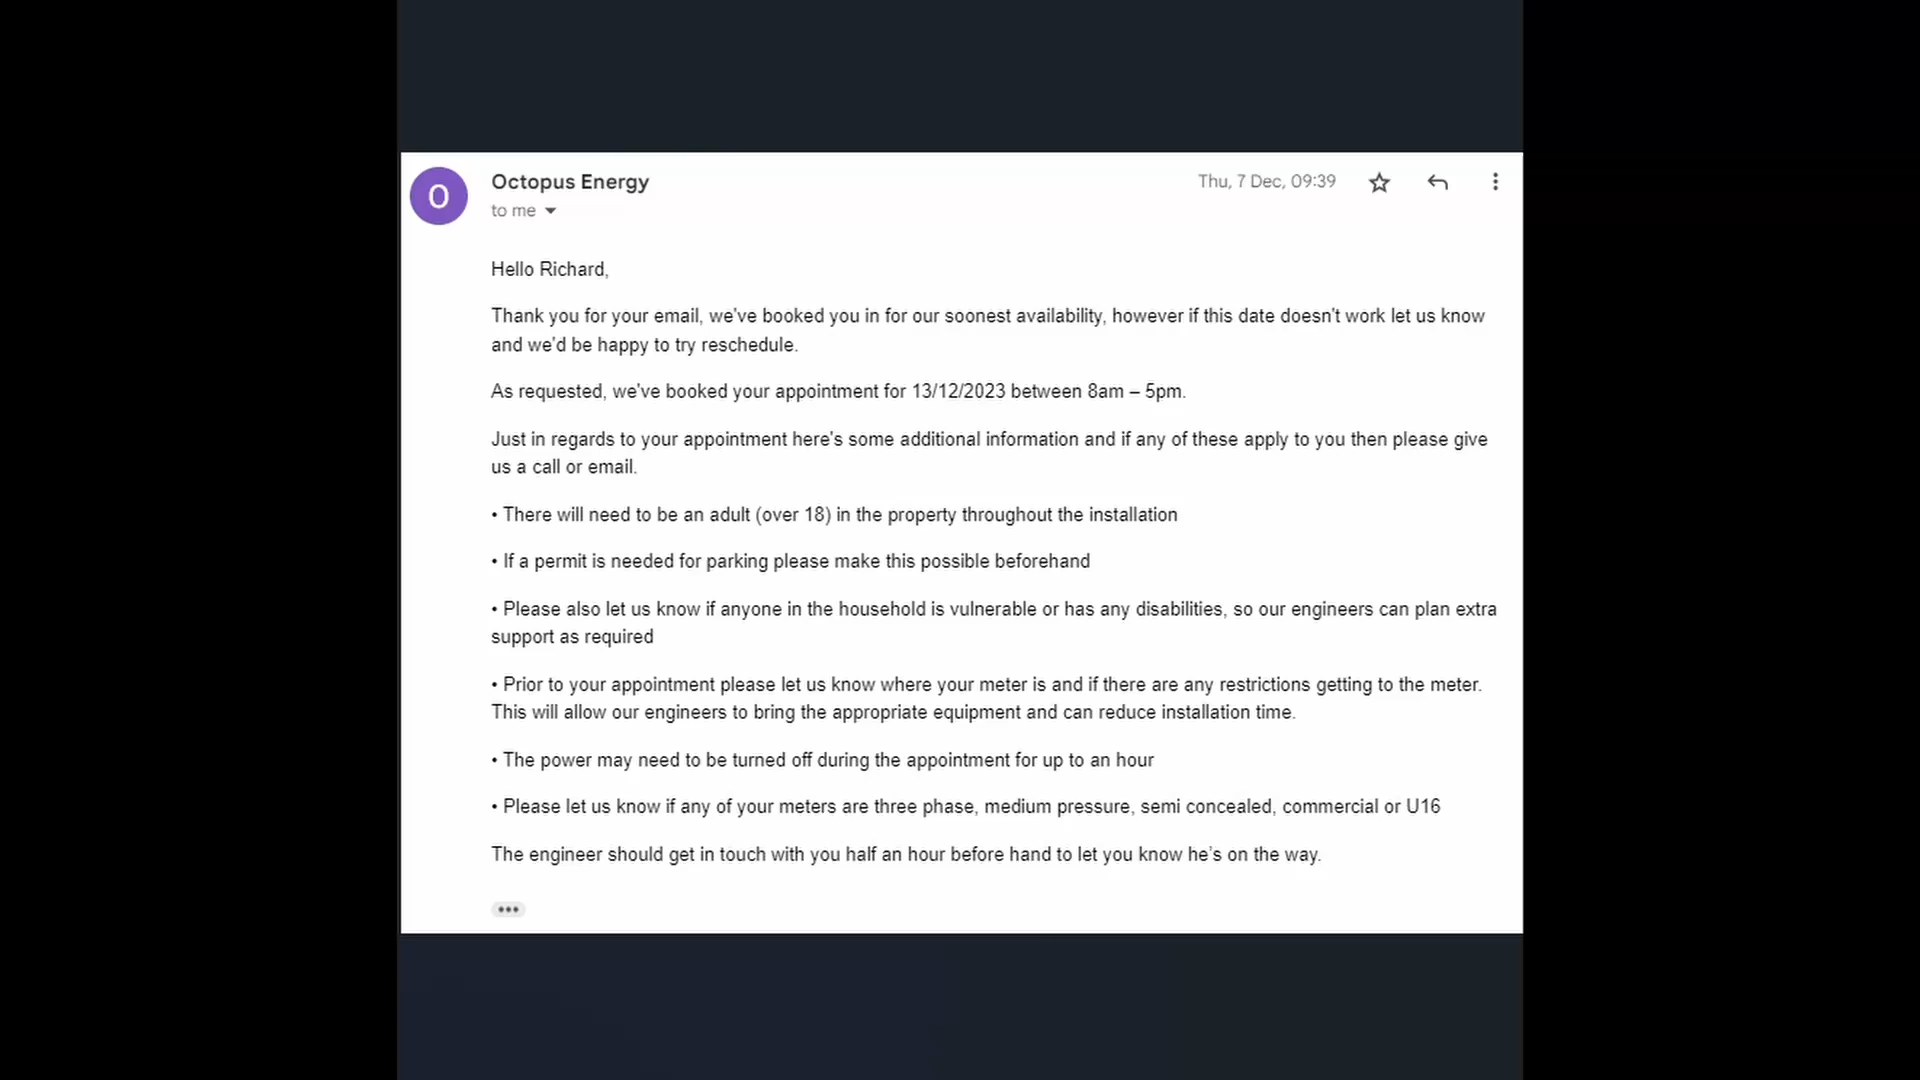 O
Octopus Energy
Thu, 7 Dec, 09:39
to me
Hello Richard,
Thank you for your email, we've booked you in for our soonest availability, however if this date doesn't work let us know
and we'd be happy to try reschedule.
As requested, we've booked your appointment for 13/12/2023 between 8am – 5pm.
Just in regards to your appointment here's some additional information and if any of these apply to you then please give
us a call or email.
• There will need to be an adult (over 18) in the property throughout the installation
• If a permit is needed for parking please make this possible beforehand
• Please also let us know if anyone in the household is vulnerable or has any disabilities, so our engineers can plan extra
support as required
• Prior to your appointment please let us know where your meter is and if there are any restrictions getting to the meter.
This will allow our engineers to bring the appropriate equipment and can reduce installation time.
• The power may need to be turned off during the appointment for up to an hour
• Please let us know if any of your meters are three phase, medium pressure, semi concealed, commercial or U16
The engineer should get in touch with you half an hour before hand to let you know he's on the way.